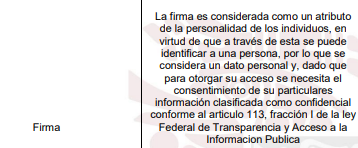 La firma es considerada como un atributo
de la personalidad de los individuos, en
virtud de que a través de esta se puede
identificar a una persona, por lo que se
considera un dato personal y, dado que
para otorgar su acceso se necesita el
consentimiento de su particulares
información clasificada como confidencial
conforme al articulo 113, fracción I de la ley
Firma Federal de Transparencia y Acceso a la
Informacion Publica